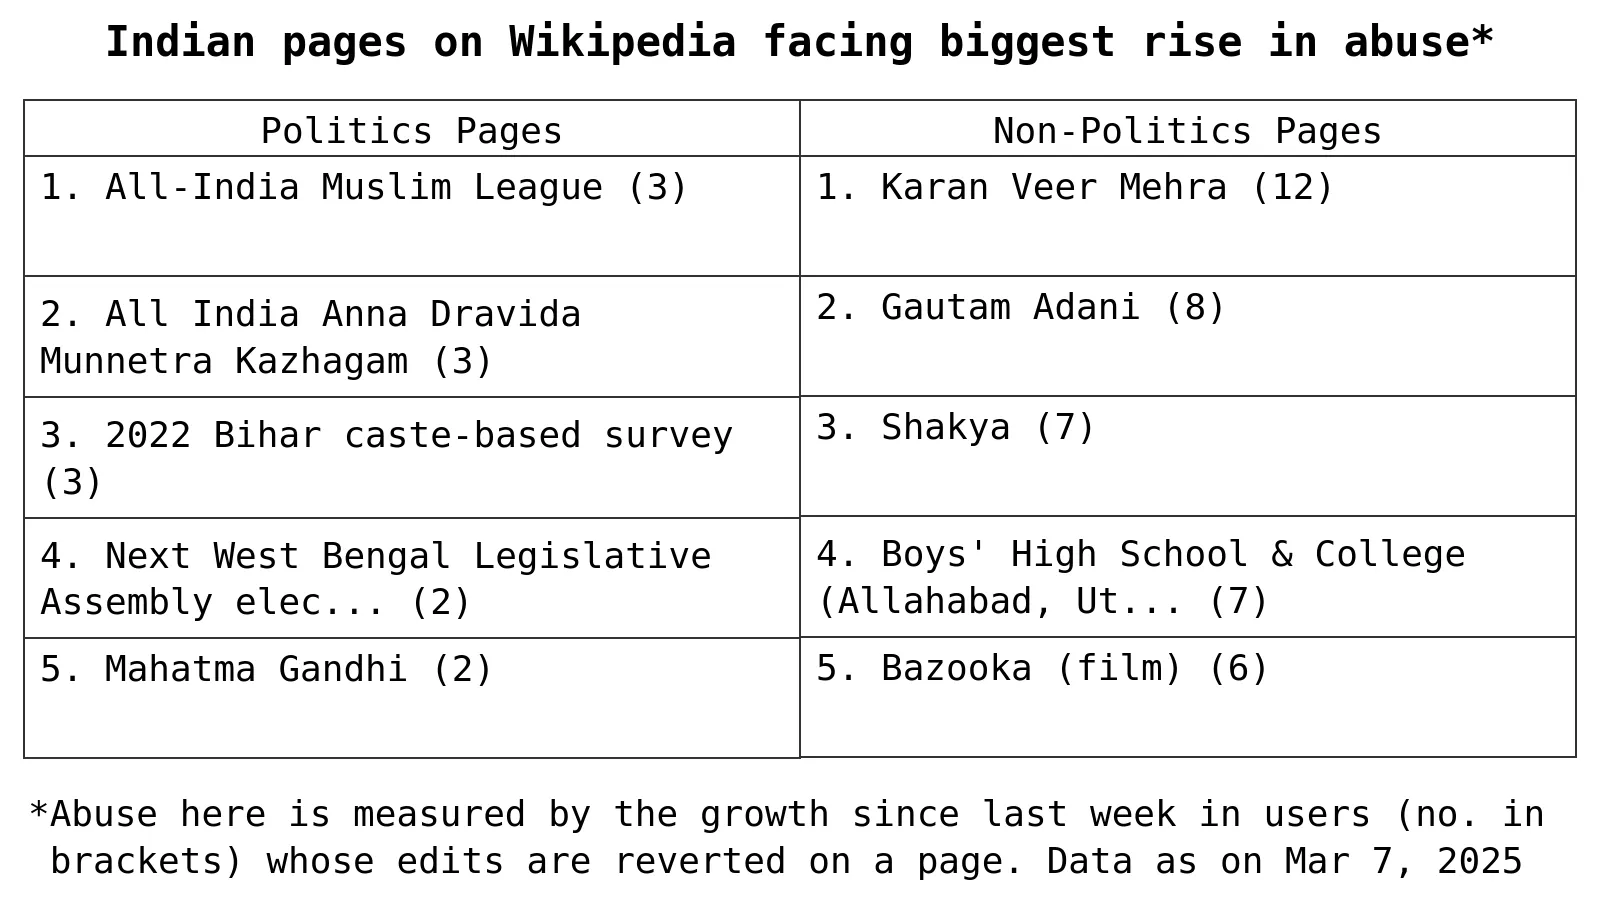 Indian pages on Wikipedia facing biggest rise in abuse*
Politics Pages
Non-Politics Pages
1. All-India Muslim League (3)
1. Karan Veer Mehra (12)
2. All India Anna Dravida
Munnetra Kazhagam (3)
2. Gautam Adani (8)
3. 2022 Bihar caste-based survey
(3)
3. Shakya (7)
4. Next West Bengal Legislative
Assembly elec... (2)
4. Boys' High School & College
(Allahabad, Ut... (7)
5. Mahatma Gandhi (2)
5. Bazooka (film) (6)
*Abuse here is measured by the growth since last week in users (no. in
brackets) whose edits are reverted on a page. Data as on Mar 7, 2025